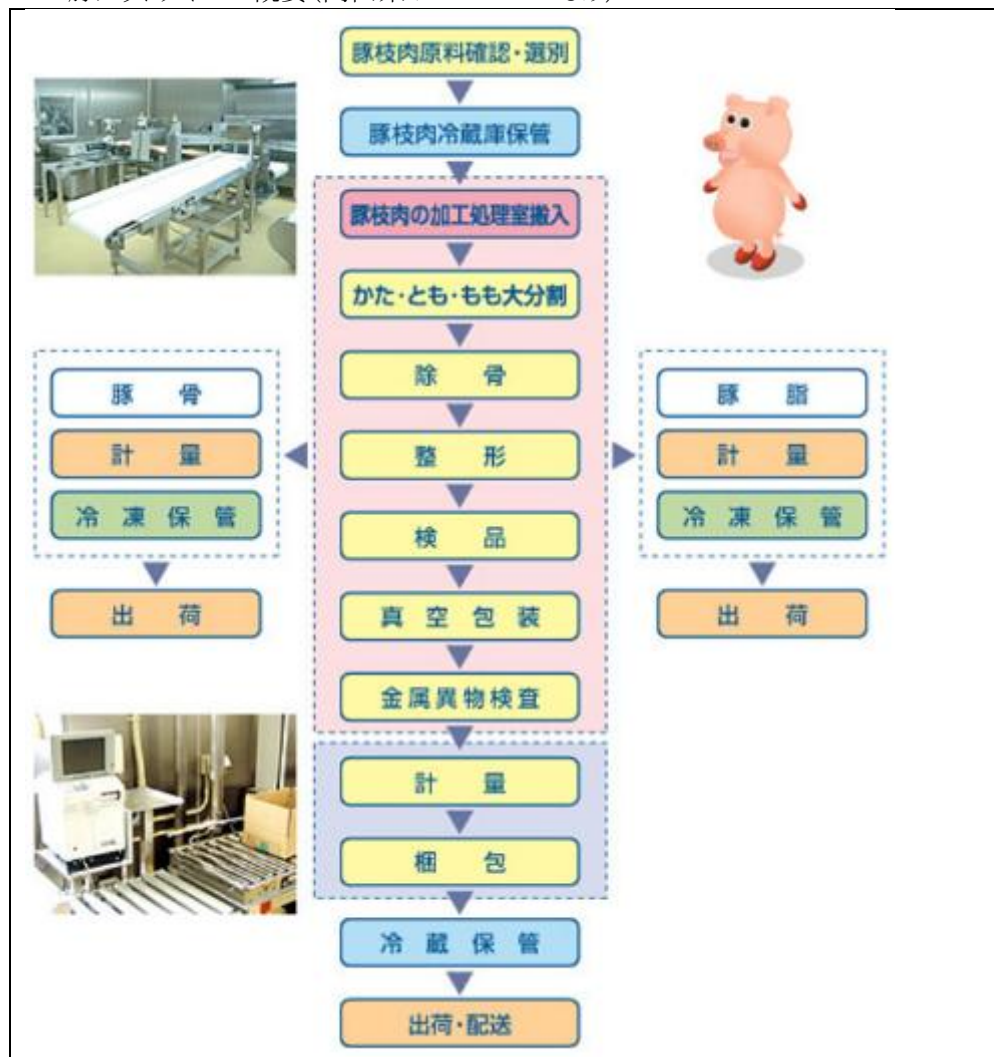 豚枝肉原料確認・選別
豚枝肉冷蔵庫保管
豚枝肉の加工処理室搬入
かた・とも・もも大分割
除骨
整形
検品
真空包装
金属異物検査
計量
梱包
冷蔵保管
出荷・配送
豚骨
計量
冷凍保管
出荷
豚脂
計量
冷凍保管
出荷